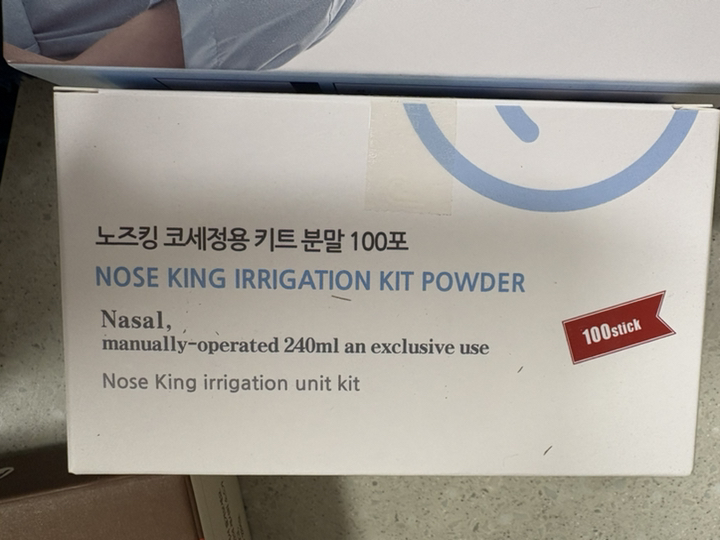 노즈킹 코세정용 키트 분말 100포
NOSE KING IRRIGATION KIT POWDER
Nasal,
manually-operated 240ml an exclusive use
Nose King irrigation unit kit
100stick